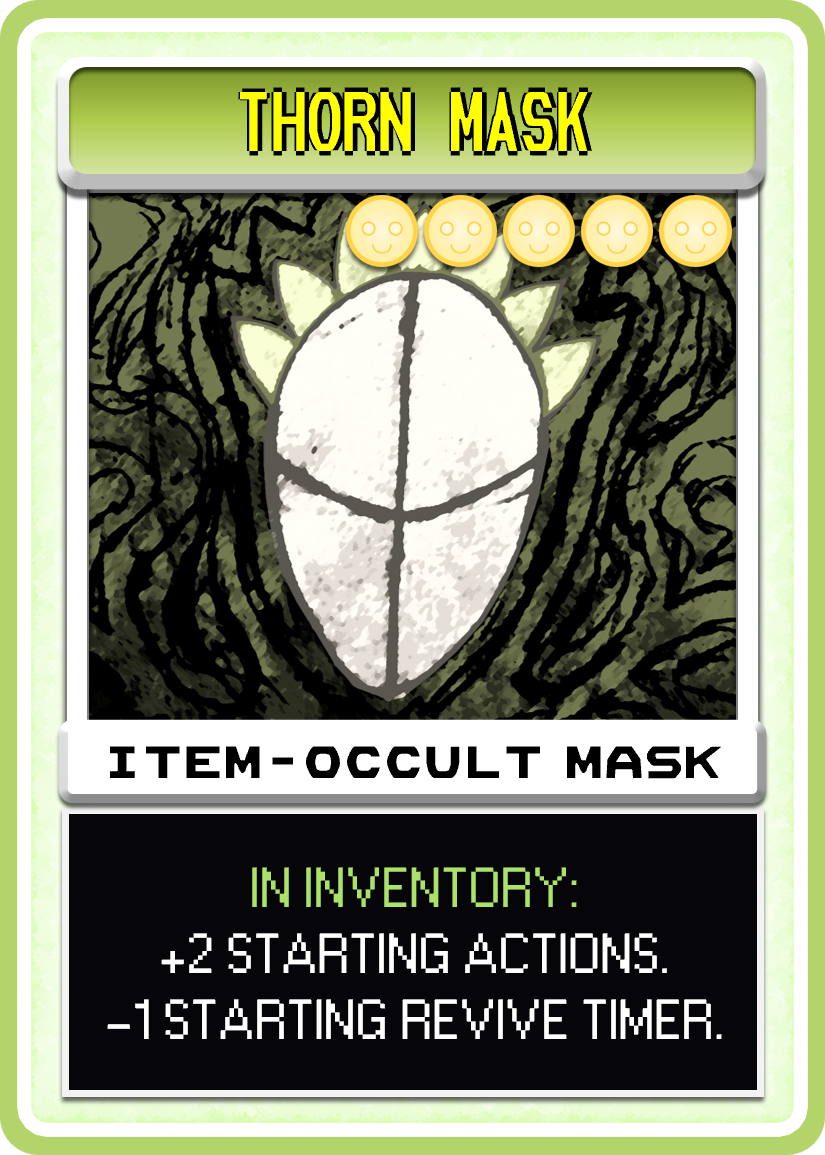 THORN MASK
ITEM-OCCULT MASK
IN INVENTORY:
+2 STARTING ACTIONS.
-1 STARTING REVIVE TIMER.